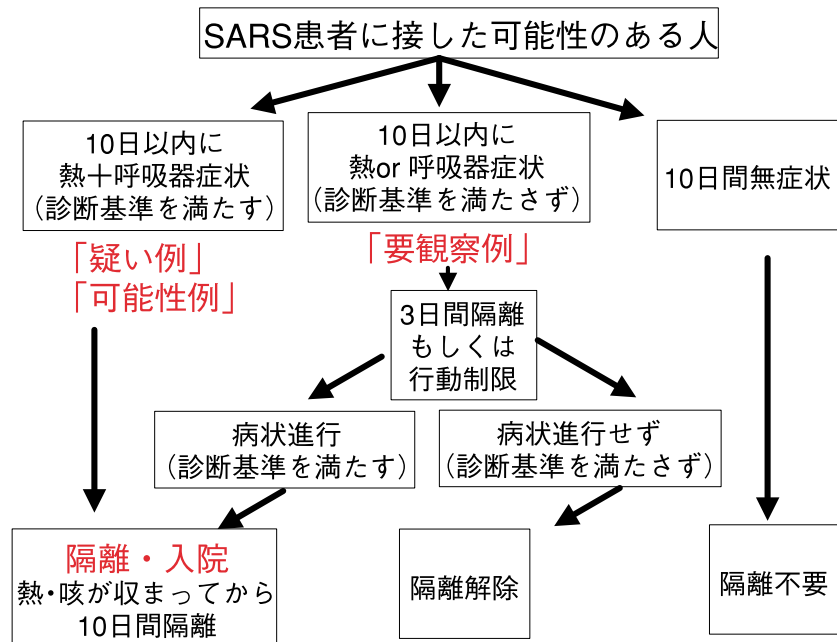 SARS患者に接した可能性のある人
10日以内に
熱十呼吸器症状
(診断基準を満たす)
10日以内に
熱or 呼吸器症状
(診断基準を満たさず)
10日間無症状
「疑い例」
「可能性例」
「要観察例」
3日間隔離
もしくは
行動制限
病状進行
(診断基準を満たす)
病状進行せず
(診断基準を満たさず)
隔離・入院
熱・咳が収まってから
10日間隔離
隔離解除
隔離不要